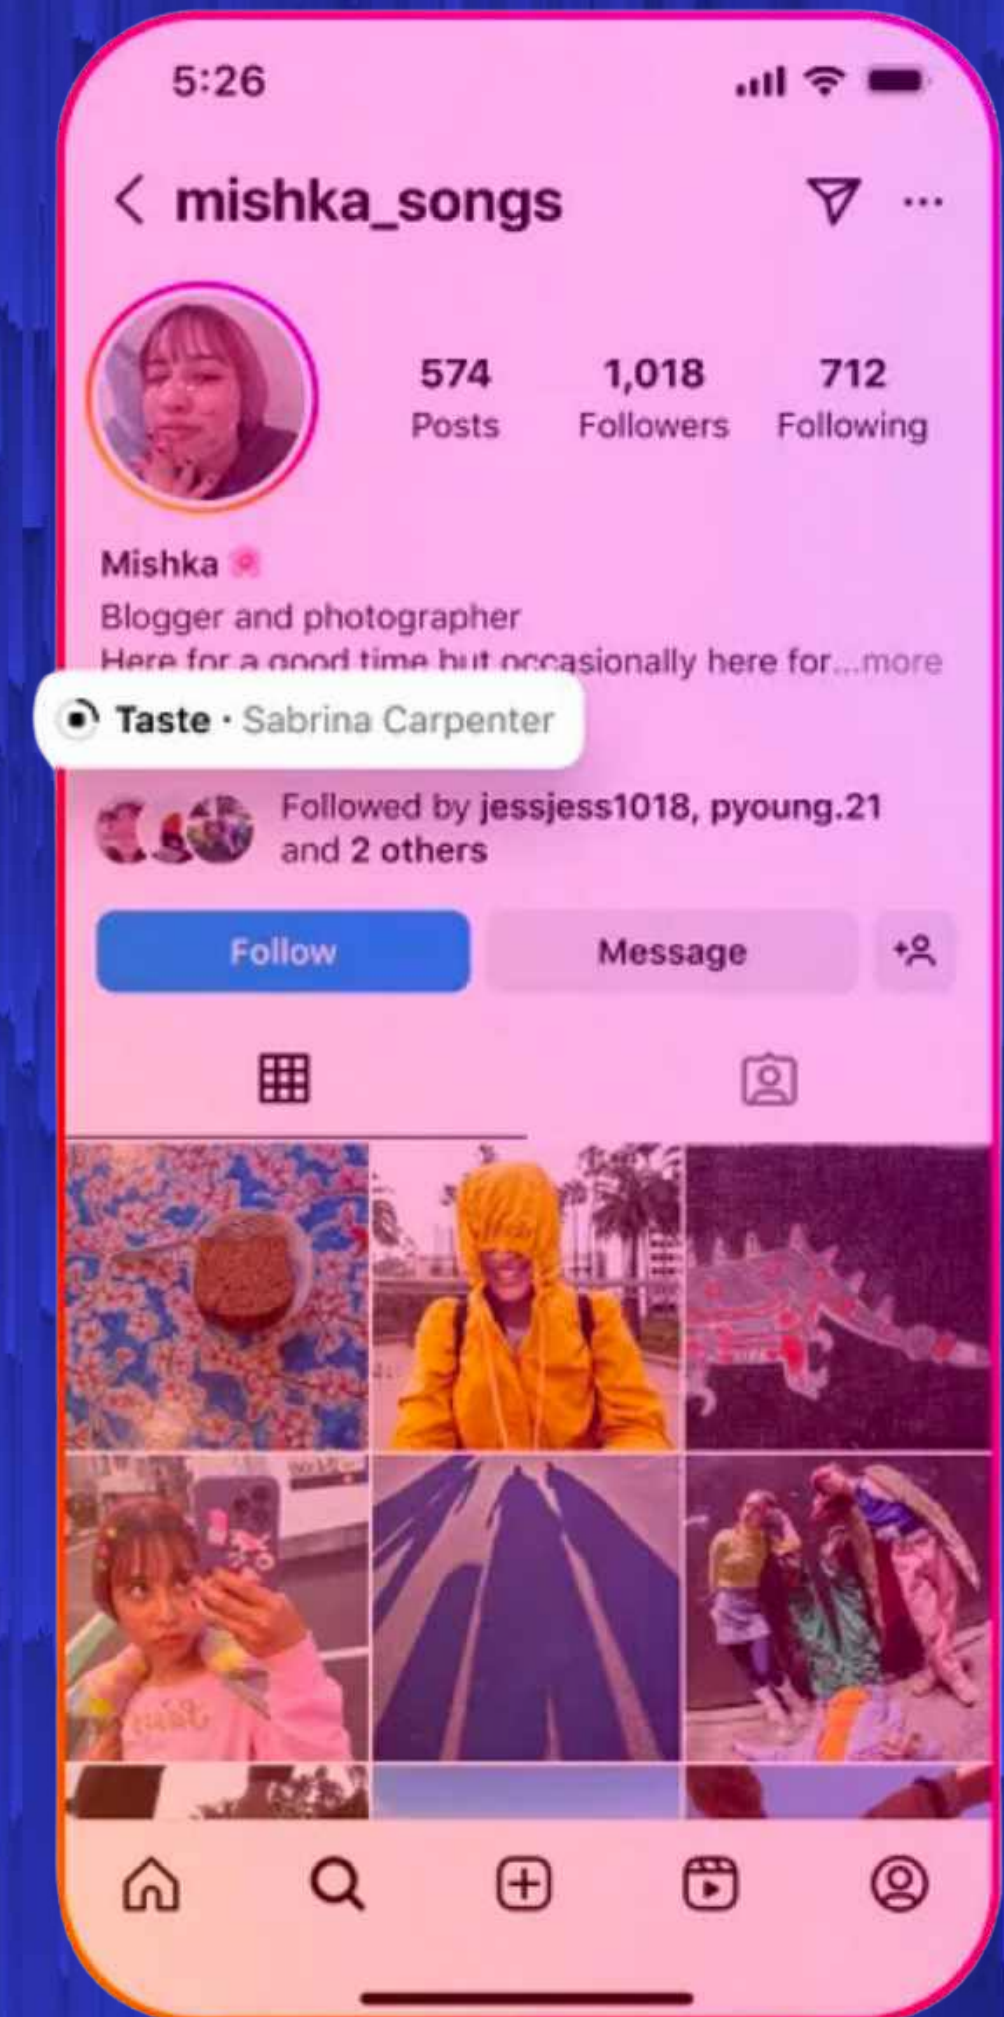 5:26
mishka_songs
574
Posts
1,018
Followers
712
Following
Mishka
Blogger and photographer
Here for a good time but occasionally here for...more
Taste · Sabrina Carpenter
Followed by jessjess1018, pyoung.21
and 2 others
Follow
Message